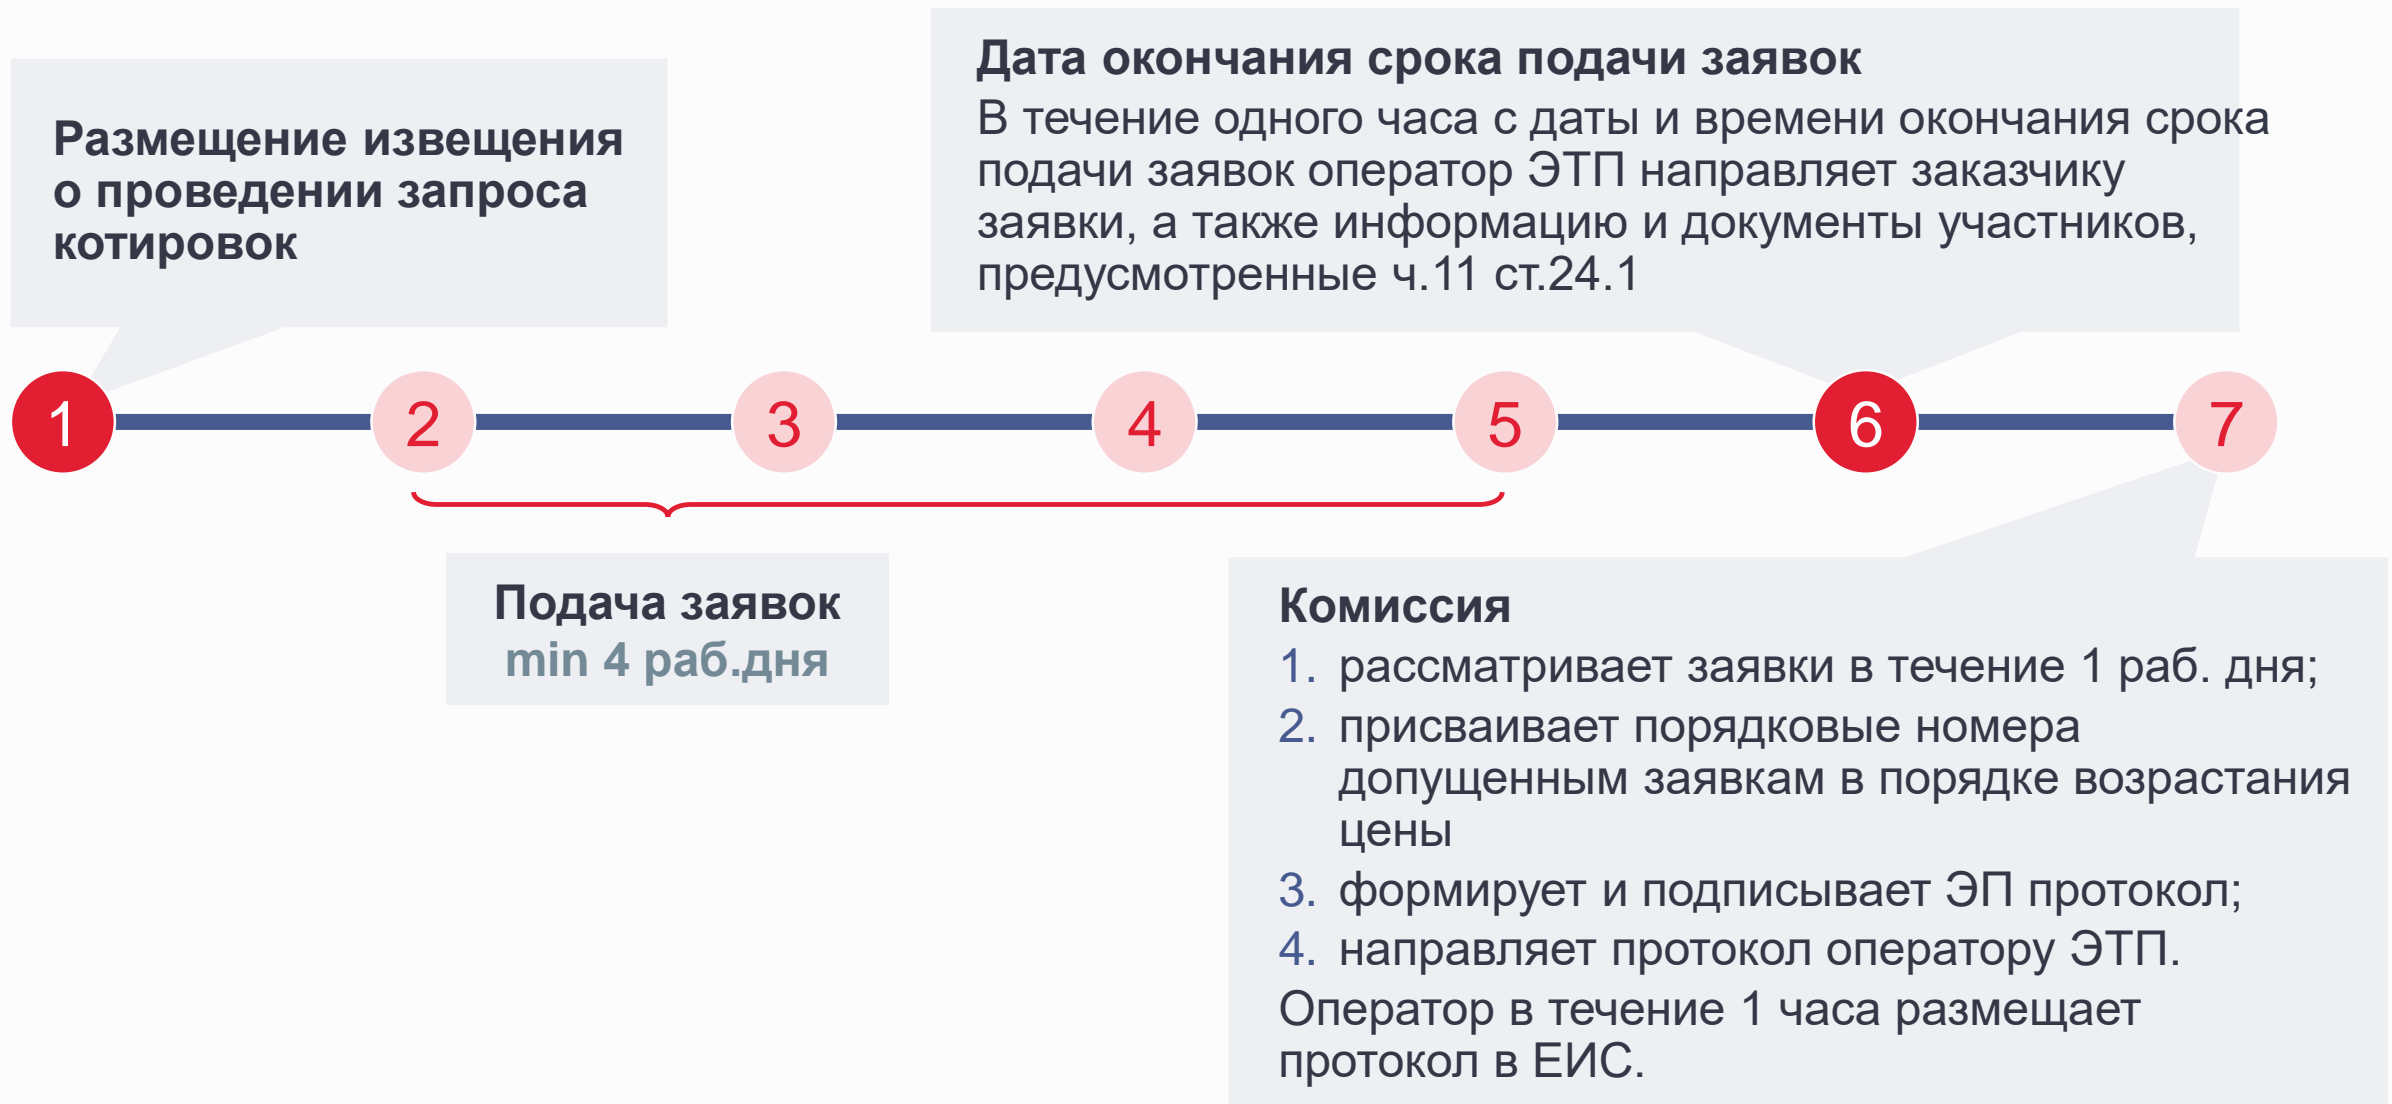 Размещение извещения
о проведении запроса
котировок
Дата окончания срока подачи заявок
В течение одного часа с даты и времени окончания срока
подачи заявок оператор ЭТП направляет заказчику
заявки, а также информацию и документы участников,
предусмотренные ч.11 ст.24.1
1 2 3 4 5 6 7
Подача заявок
min 4 раб.дня
Комиссия
1. рассматривает заявки в течение 1 раб. дня;
2. присваивает порядковые номера
допущенным заявкам в порядке возрастания
цены
3. формирует и подписывает ЭП протокол;
4. направляет протокол оператору ЭТП.
Оператор в течение 1 часа размещает
протокол в ЕИС.